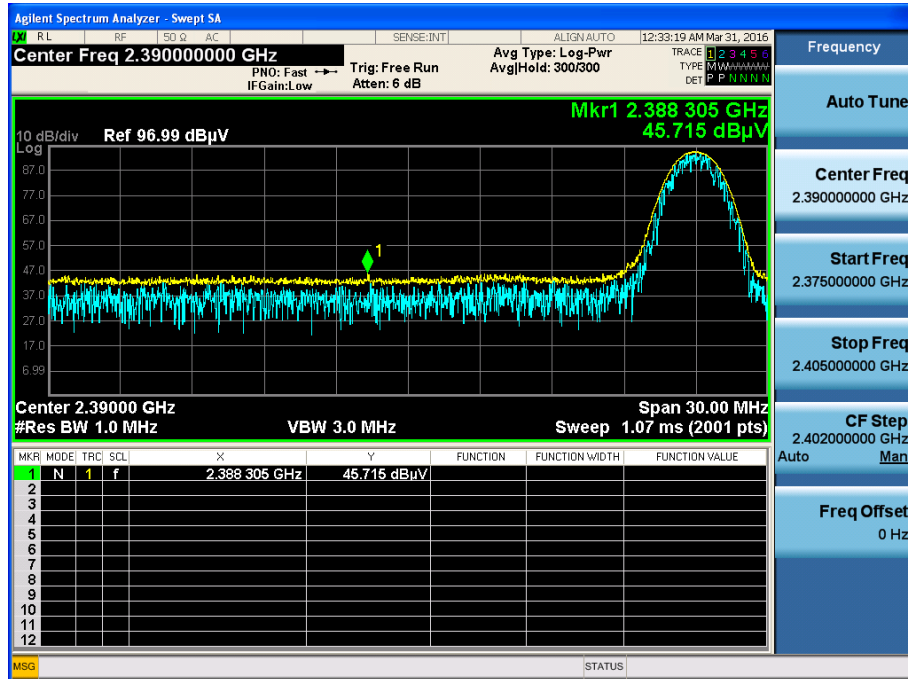 Agilent Spectrum Analyzer - Swept SA
LXI RL RF 50 Ω AC SENSE:INT ALIGN AUTO 12:33:19 AM Mar 31, 2016
Center Freq 2.390000000 GHz
PNO: Fast
IFGain:Low
Trig: Free Run
Atten: 6 dB
Avg Type: Log-Pwr
Avg|Hold: 300/300
TRACE 1 2 3 4 5 6
TYPE MWWWWW
DET P P N N N N
Mkr1 2.388 305 GHz
45.715 dBµV
10 dB/div Ref 96.99 dBµV
Log
87.0
77.0
67.0
57.0
47.0
37.0
27.0
17.0
6.99
1
Center 2.39000 GHz Span 30.00 MHz
#Res BW 1.0 MHz VBW 3.0 MHz Sweep 1.07 ms (2001 pts)
MKR MODE TRC SCL X Y FUNCTION FUNCTION WIDTH FUNCTION VALUE
1 N 1 f 2.388 305 GHz 45.715 dBµV
2
3
4
5
6
7
8
9
10
11
12
MSG STATUS
Frequency
Auto Tune
Center Freq
2.390000000 GHz
Start Freq
2.375000000 GHz
Stop Freq
2.405000000 GHz
CF Step
2.402000000 GHz
Auto Man
Freq Offset
0 Hz